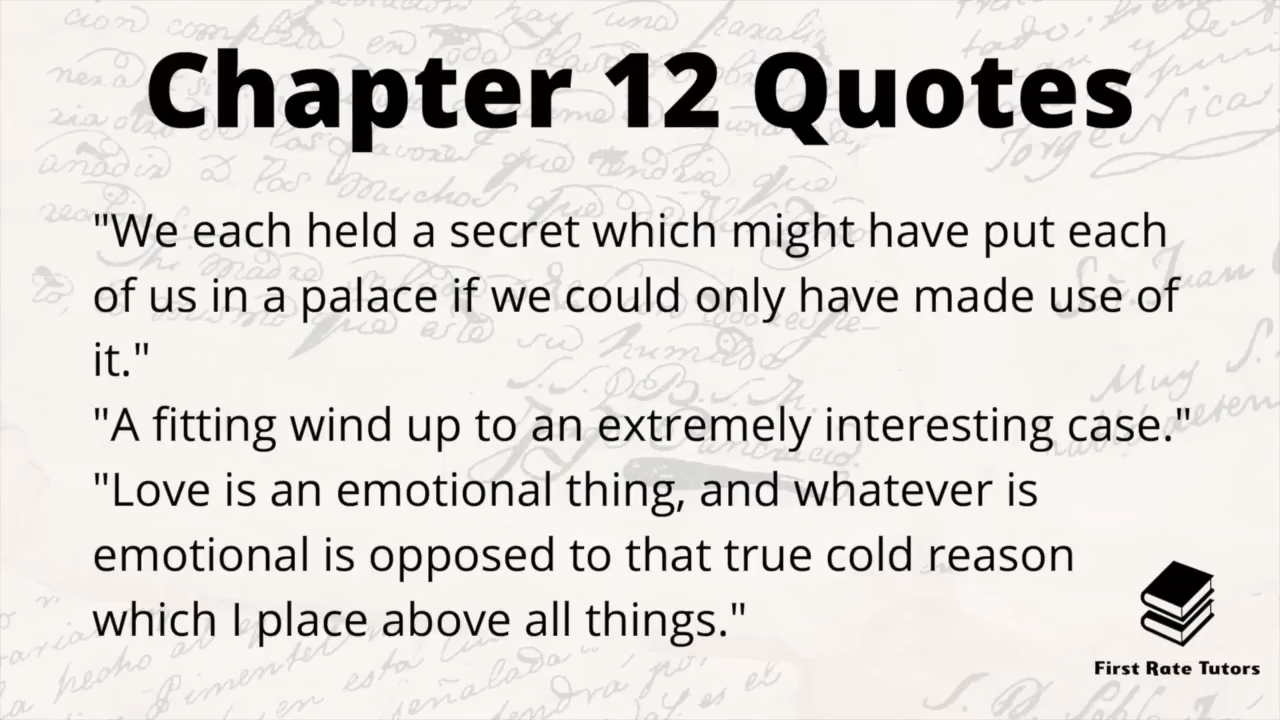 Chapter 12 Quotes
"We each held a secret which might have put each
of us in a palace if we could only have made use of
it."
"A fitting wind up to an extremely interesting case."
"Love is an emotional thing, and whatever is
emotional is opposed to that true cold reason
which I place above all things."
First Rate Tutors